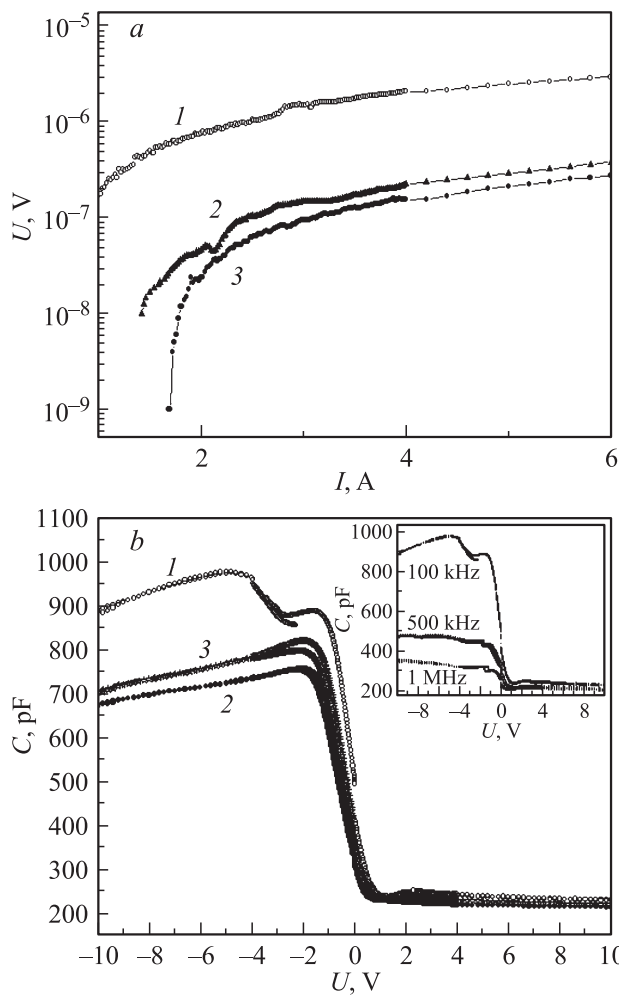 a
10⁻⁵
10⁻⁶
10⁻⁷
10⁻⁸
10⁻⁹
U, V
1
2
3
2 4 6
I, A
b
1100
1000
900
800
700
600
500
400
300
200
C, pF
1
3
2
−10 −8 −6 −4 −2 0 2 4 6 8 10
U, V
1000
800
600
400
200
C, pF
100 kHz
500 kHz
1 MHz
−8 −4 0 4 8
U, V